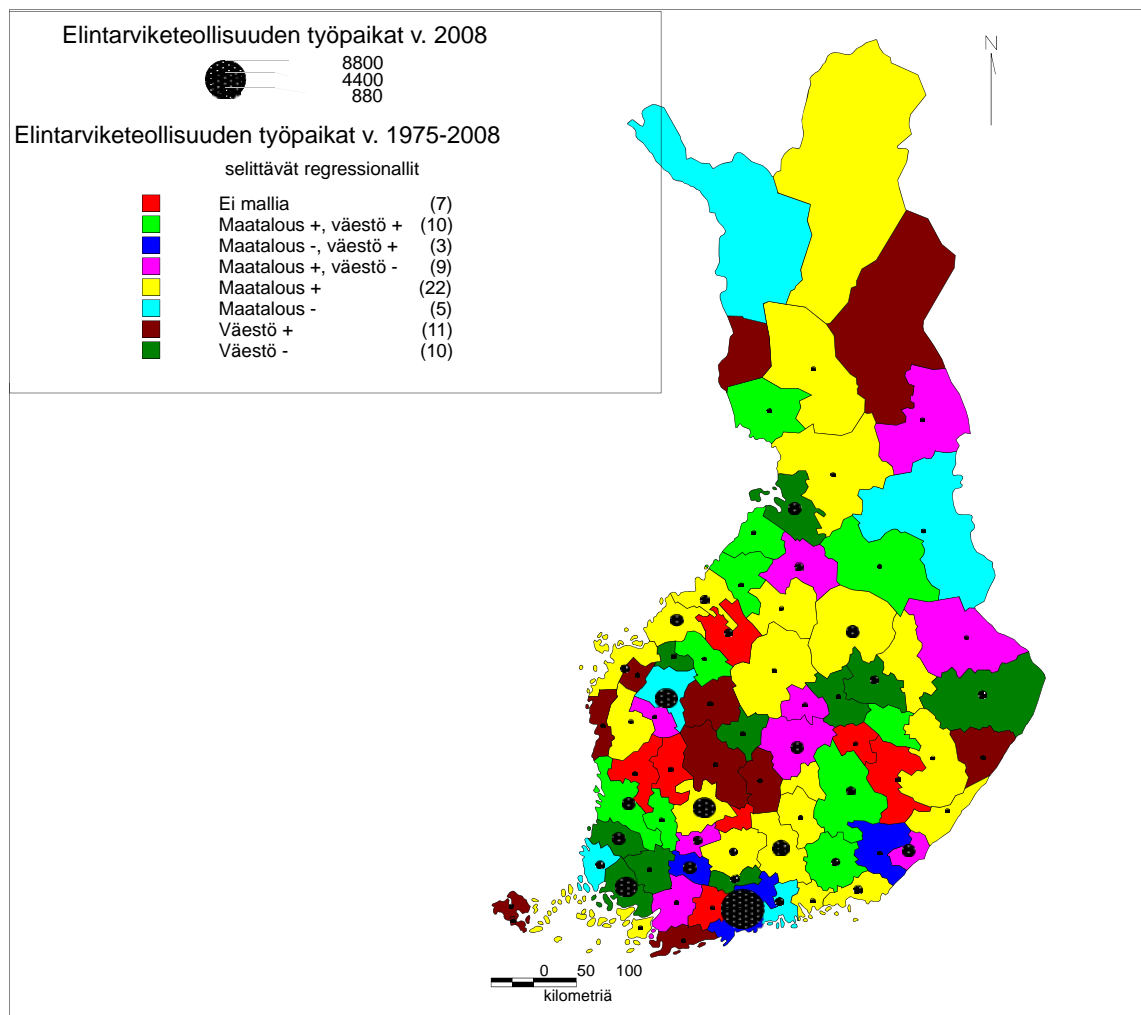 Elintarviketeollisuuden työpaikat v. 2008
8800
4400
880
Elintarviketeollisuuden työpaikat v. 1975-2008
selittävät regressionallit
Ei mallia (7)
Maatalous +, väestö + (10)
Maatalous -, väestö + (3)
Maatalous +, väestö - (9)
Maatalous + (22)
Maatalous - (5)
Väestö + (11)
Väestö - (10)
N
0 50 100
kilometriä